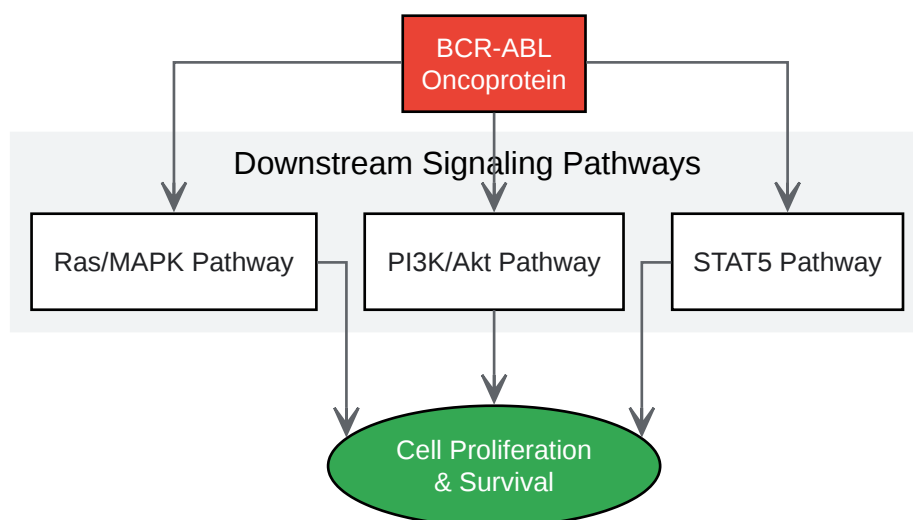 BCR-ABL
Oncoprotein
Downstream Signaling Pathways
Ras/MAPK Pathway
PI3K/Akt Pathway
STAT5 Pathway
Cell Proliferation
& Survival